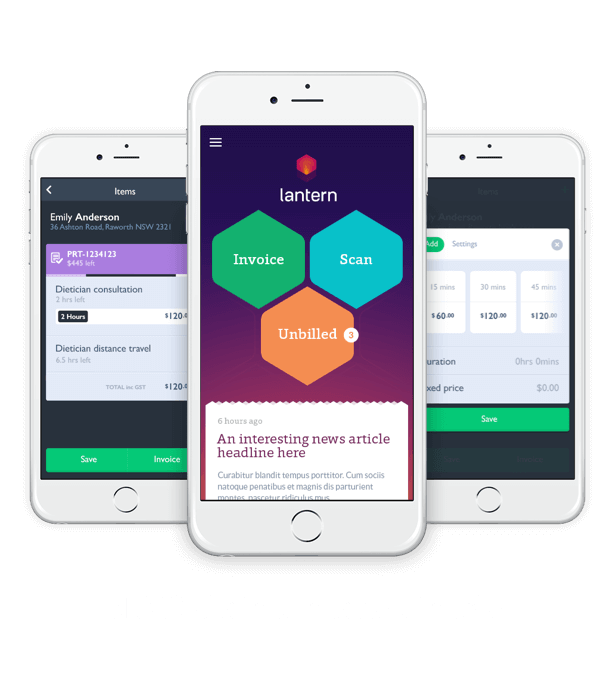 Items
Emily Anderson
36 Ashton Road, Raworth NSW 2321
PRT-1234123
$445 left
Dietician consultation
2 hrs left
2 Hours
$120.0
Dietician distance travel
6.5 hrs left
TOTAL inc GST
$120.0
Save
Invoice
lantern
Invoice
Scan
Unbilled
3
6 hours ago
An interesting news article
headline here
Curabitur blandit tempus porttitor. Cum sociis
natoque penatibus et magnis dis parturient
montes, nascetur ridiculus mus.
Items
Anderson
Add
Settings
15 mins
30 mins
45 mins
$60.00
$120.00
$120.00
uration
0hrs 0mins
xed price
$0.00
Save